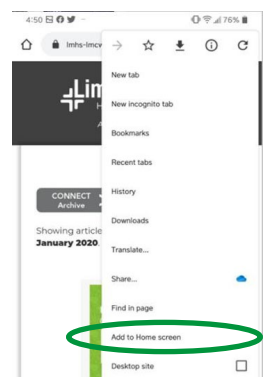 4:50
76%
lmhs-lmcv
New tab
New incognito tab
Bookmarks
Recent tabs
History
Downloads
Translate...
Share...
Find in page
Add to Home screen
Desktop site
Lim
H
A
CONNECT
Archive
Showing article
January 2020